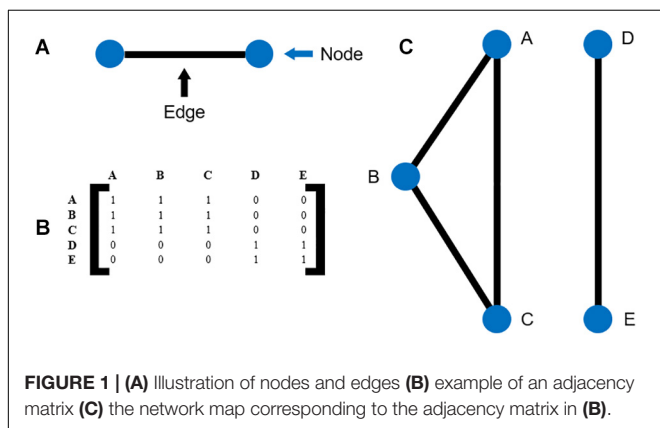 A
Node
Edge
B
A B C D E
A 1 1 1 0 0
B 1 1 1 0 0
C 1 1 1 0 0
D 0 0 0 1 1
E 0 0 0 1 1
C
A
B
C
D
E
FIGURE 1 | (A) Illustration of nodes and edges (B) example of an adjacency
matrix (C) the network map corresponding to the adjacency matrix in (B).